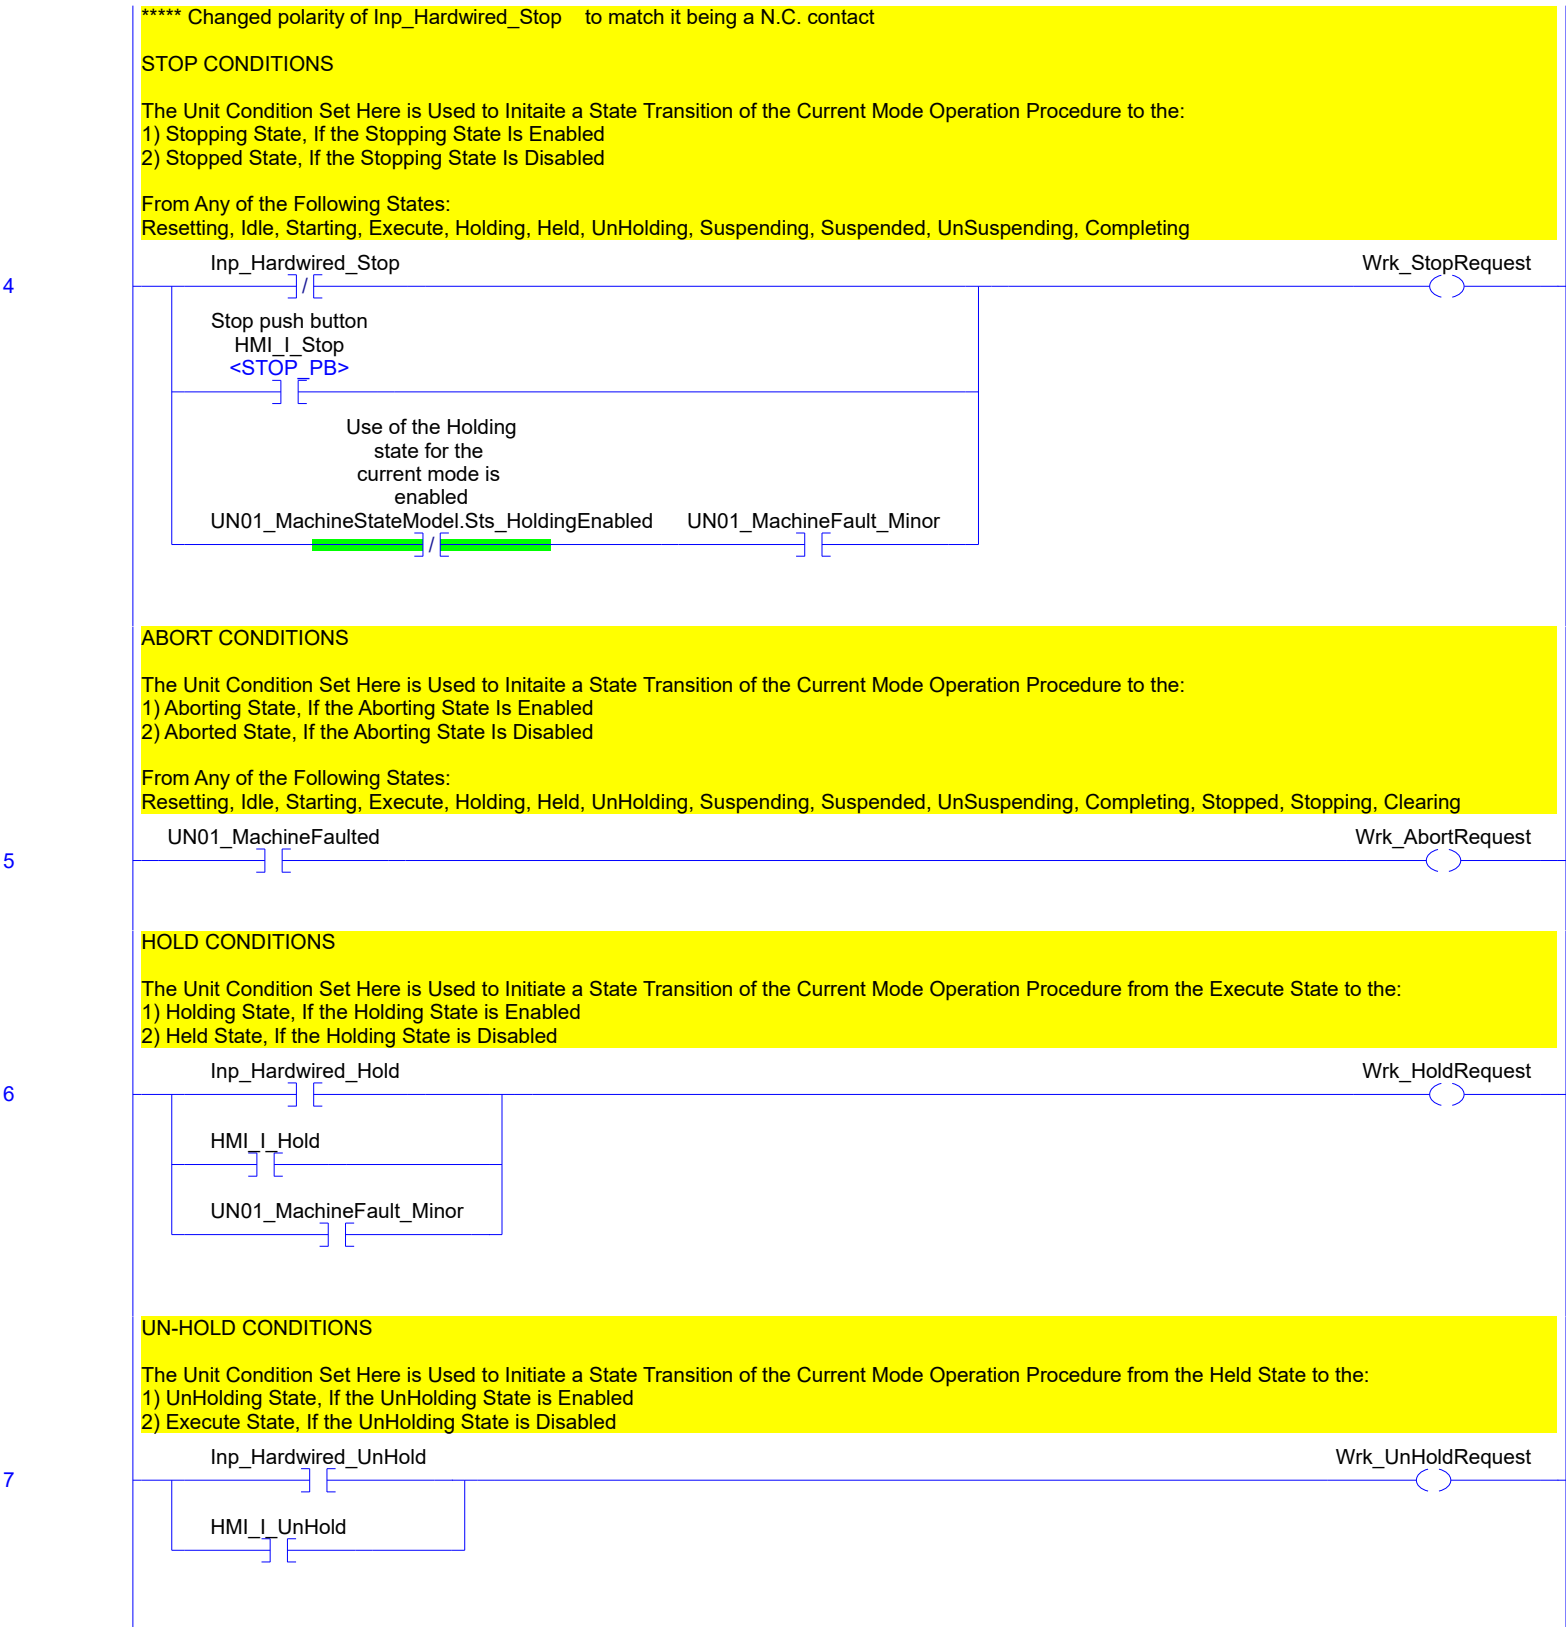 ***** Changed polarity of Inp_Hardwired_Stop    to match it being a N.C. contact
STOP CONDITIONS
The Unit Condition Set Here is Used to Initaite a State Transition of the Current Mode Operation Procedure to the:
1) Stopping State, If the Stopping State Is Enabled
2) Stopped State, If the Stopping State Is Disabled
From Any of the Following States:
Resetting, Idle, Starting, Execute, Holding, Held, UnHolding, Suspending, Suspended, UnSuspending, Completing
Inp_Hardwired_Stop
Wrk_StopRequest
4
/
Stop push button
HMI_I_Stop
<STOP_PB>
Use of the Holding
state for the
current mode is
enabled
UN01_MachineStateModel.Sts_HoldingEnabled
UN01_MachineFault_Minor
/
ABORT CONDITIONS
The Unit Condition Set Here is Used to Initaite a State Transition of the Current Mode Operation Procedure to the:
1) Aborting State, If the Aborting State Is Enabled
2) Aborted State, If the Aborting State Is Disabled
From Any of the Following States:
Resetting, Idle, Starting, Execute, Holding, Held, UnHolding, Suspending, Suspended, UnSuspending, Completing, Stopped, Stopping, Clearing
UN01_MachineFaulted
Wrk_AbortRequest
5
HOLD CONDITIONS
The Unit Condition Set Here is Used to Initiate a State Transition of the Current Mode Operation Procedure from the Execute State to the:
1) Holding State, If the Holding State is Enabled
2) Held State, If the Holding State is Disabled
Inp_Hardwired_Hold
Wrk_HoldRequest
6
HMI_I_Hold
UN01_MachineFault_Minor
UN-HOLD CONDITIONS
The Unit Condition Set Here is Used to Initiate a State Transition of the Current Mode Operation Procedure from the Held State to the:
1) UnHolding State, If the UnHolding State is Enabled
2) Execute State, If the UnHolding State is Disabled
Inp_Hardwired_UnHold
Wrk_UnHoldRequest
7
HMI_I_UnHold